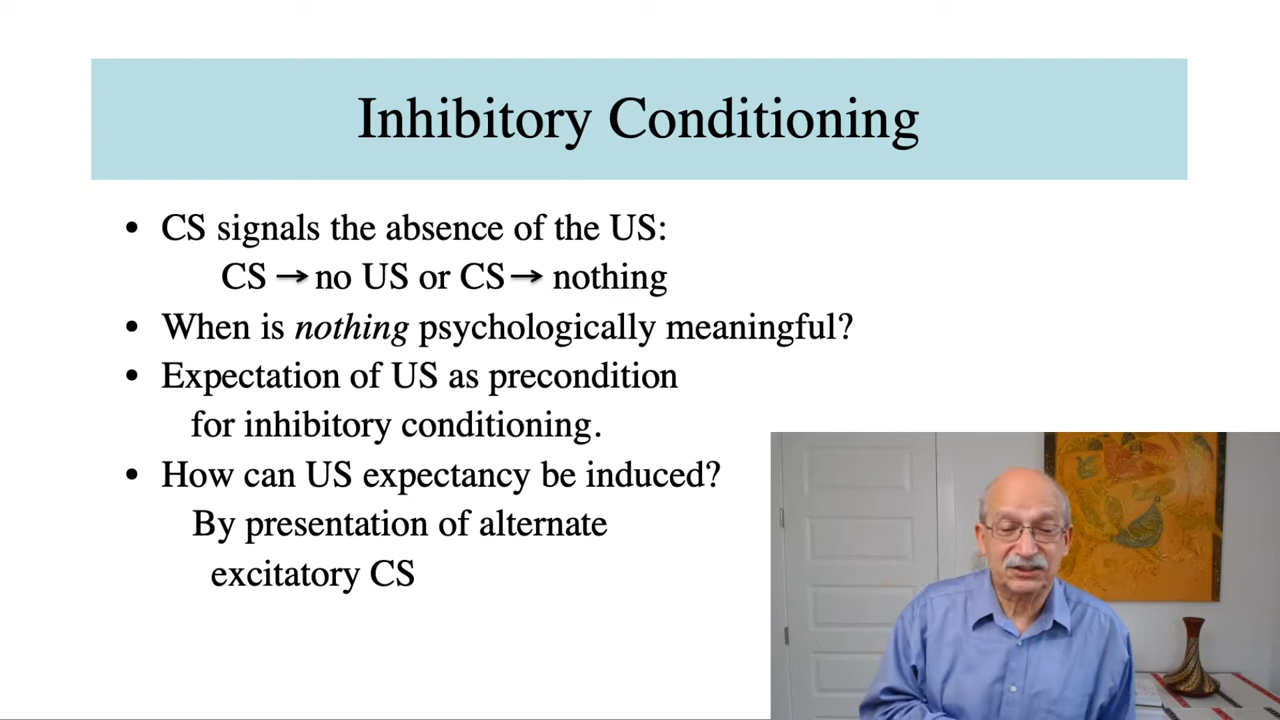 Inhibitory Conditioning
• CS signals the absence of the US:
CS → no US or CS → nothing
• When is nothing psychologically meaningful?
• Expectation of US as precondition
for inhibitory conditioning.
• How can US expectancy be induced?
By presentation of alternate
excitatory CS